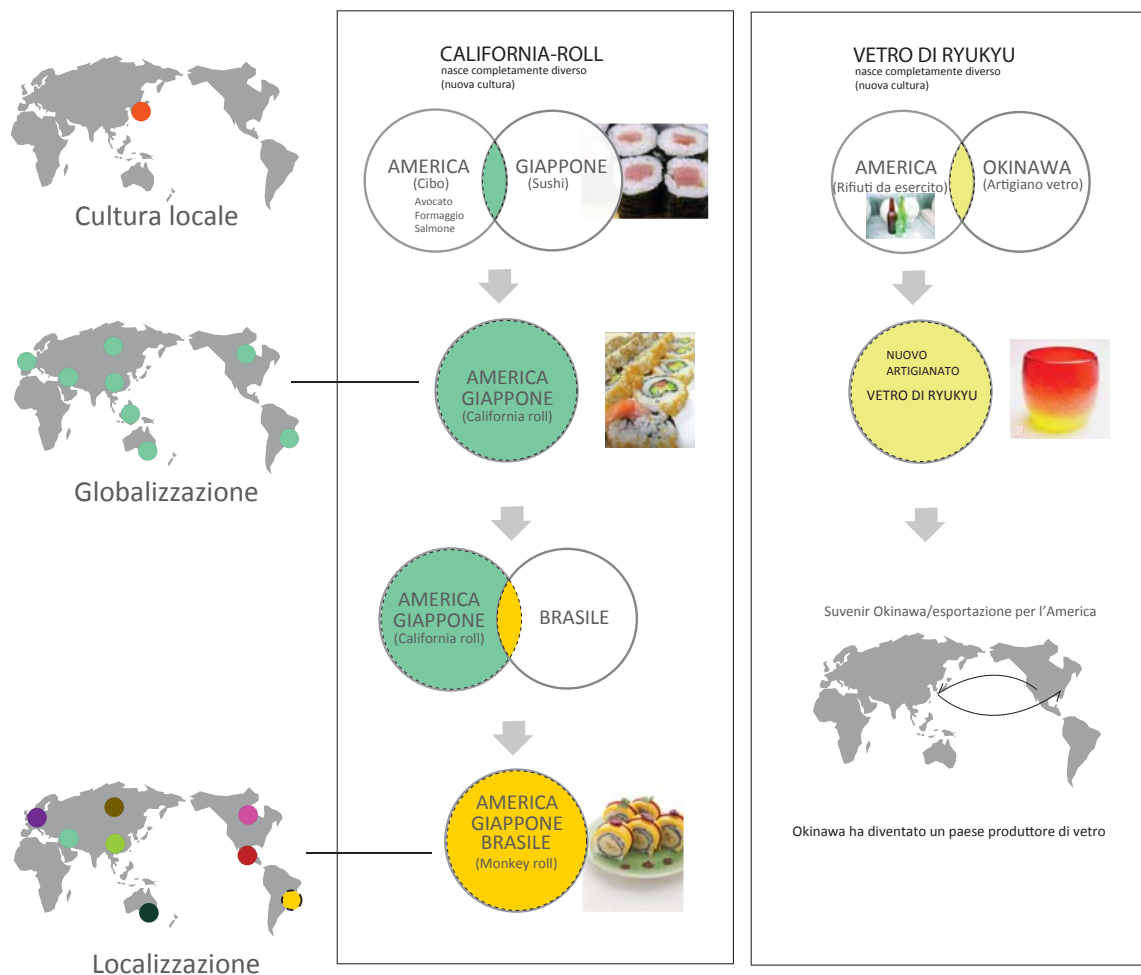 Cultura locale
Globalizzazione
Localizzazione
CALIFORNIA-ROLL
nasce completamente diverso
(nuova cultura)
AMERICA
(Cibo)
Avocato
Formaggio
Salmone
GIAPPONE
(Sushi)
AMERICA
GIAPPONE
(California roll)
AMERICA
GIAPPONE
(California roll)
BRASILE
AMERICA
GIAPPONE
BRASILE
(Monkey roll)
VETRO DI RYUKYU
nasce completamente diverso
(nuova cultura)
AMERICA
(Rifiuti da esercito)
OKINAWA
(Artigiano vetro)
NUOVO
ARTIGIANATO
VETRO DI RYUKYU
Suvenir Okinawa/esportazione per l'America
Okinawa ha diventato un paese produttore di vetro